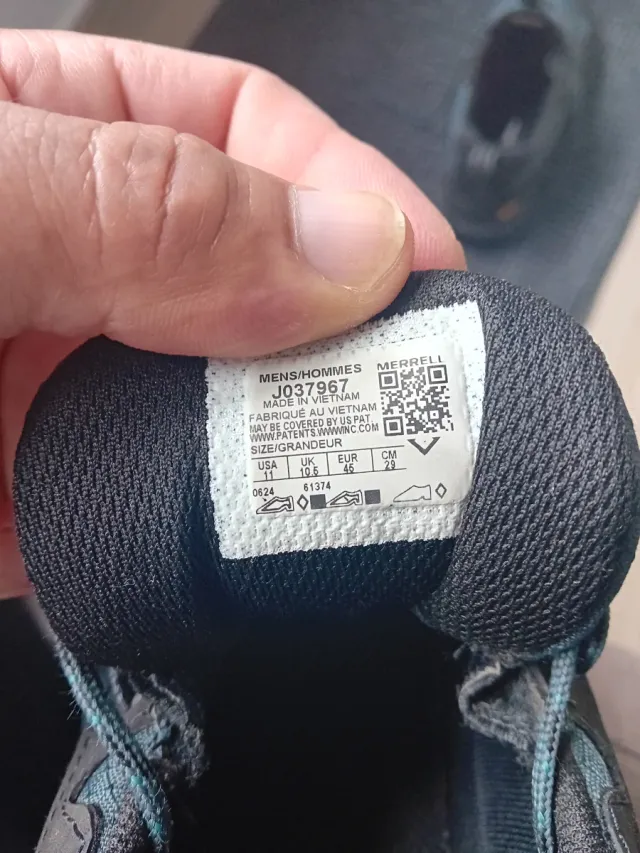 MENS/HOMMES
MERRELL
J037967
MADE IN VIETNAM
FABRIQUÉ AU VIETNAM
MAY BE COVERED BY US PAT.
WWW.PATENTS.WWWINC.COM
SIZE/GRANDEUR
USA UK EUR CM
11 10.5 45 29
0624 61374